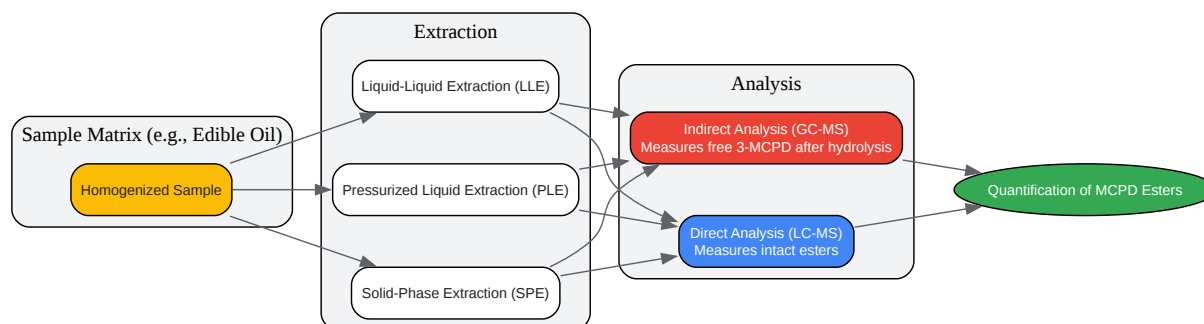 Sample Matrix (e.g., Edible Oil)
Homogenized Sample
Extraction
Liquid-Liquid Extraction (LLE)
Pressurized Liquid Extraction (PLE)
Solid-Phase Extraction (SPE)
Analysis
Indirect Analysis (GC-MS)
Measures free 3-MCPD after hydrolysis
Direct Analysis (LC-MS)
Measures intact esters
Quantification of MCPD Esters